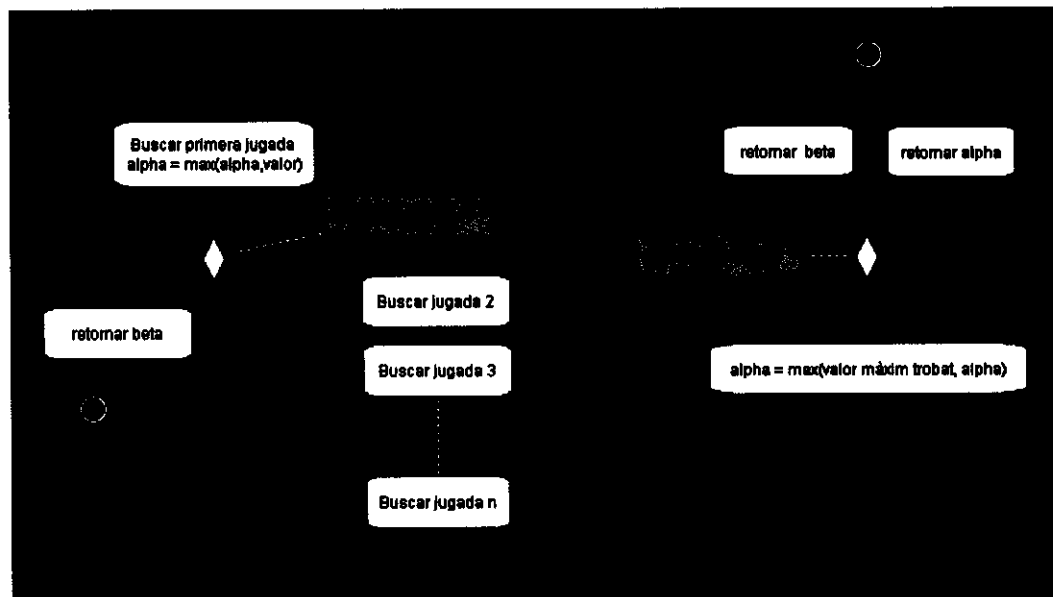 Buscar primera jugada
alpha = max(alpha,valor)
retornar beta
Buscar jugada 2
Buscar jugada 3
Buscar jugada n
retornar beta
retornar alpha
alpha = max(valor màxim trobat, alpha)